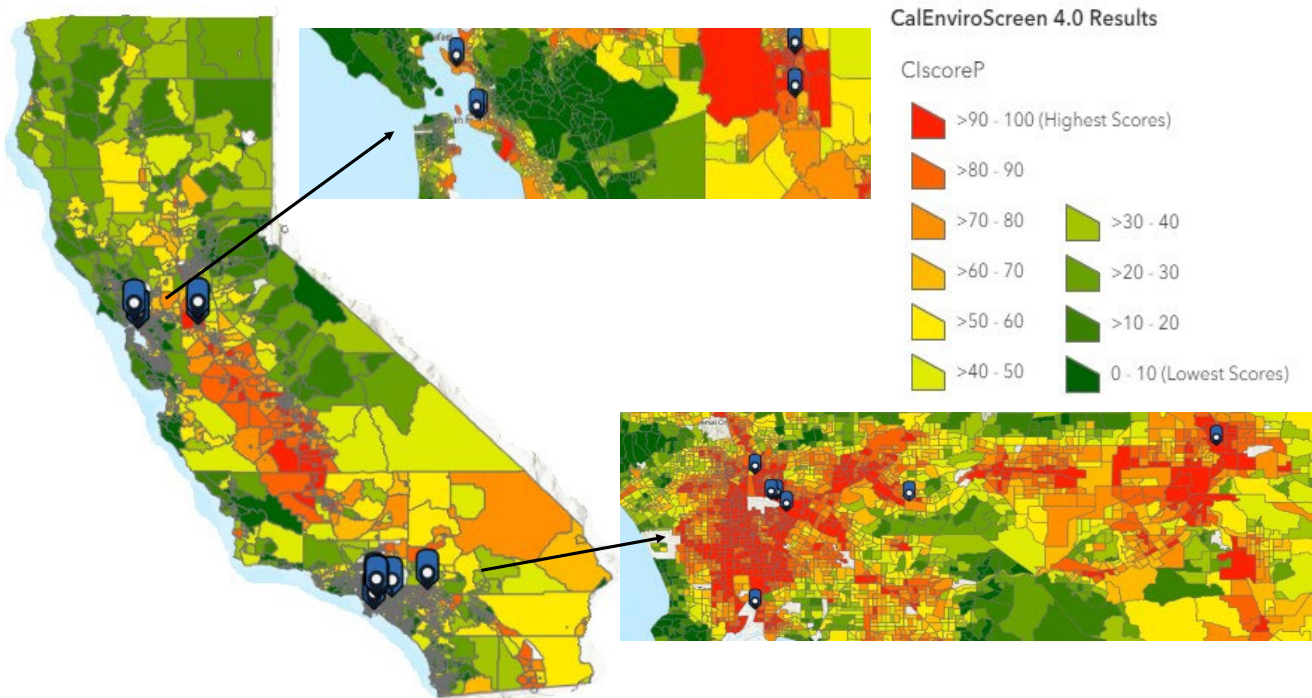 CalEnviroScreen 4.0 Results
CIscoreP
>90 - 100 (Highest Scores)
>80 - 90
>70 - 80
>60 - 70
>50 - 60
>40 - 50
>30 - 40
>20 - 30
>10 - 20
0 - 10 (Lowest Scores)